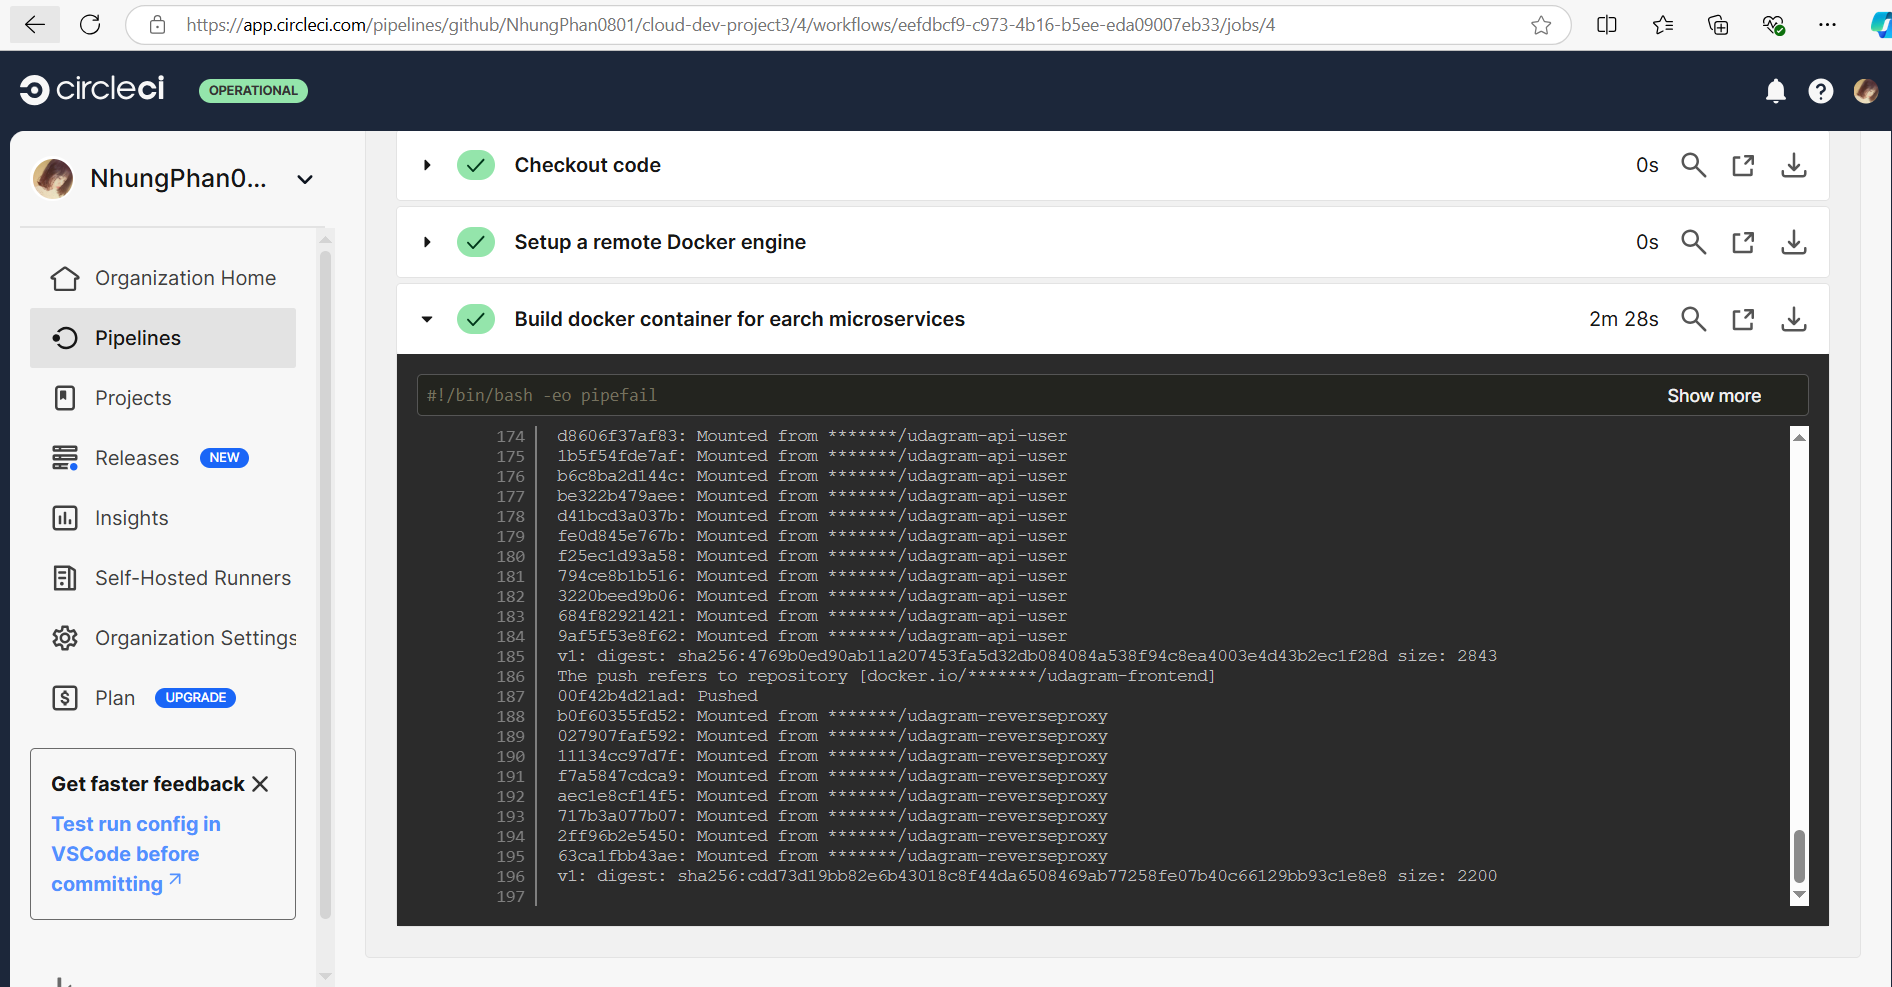 https://app.circleci.com/pipelines/github/NhungPhan0801/cloud-dev-project3/4/workflows/eefdbcf9-c973-4b16-b5ee-eda09007eb33/jobs/4
circleci OPERATIONAL
NhungPhan0...
Organization Home
Pipelines
Projects
Releases NEW
Insights
Self-Hosted Runners
Organization Settings
Plan UPGRADE
Get faster feedback
Test run config in
VSCode before
committing
Checkout code 0s
Setup a remote Docker engine 0s
Build docker container for earch microservices 2m 28s
#!/bin/bash -eo pipefail Show more
174 d8606f37af83: Mounted from *******/udagram-api-user
175 1b5f54fde7af: Mounted from *******/udagram-api-user
176 b6c8ba2d144c: Mounted from *******/udagram-api-user
177 be322b479aee: Mounted from *******/udagram-api-user
178 d41bcd3a037b: Mounted from *******/udagram-api-user
179 fe0d845e767b: Mounted from *******/udagram-api-user
180 f25ec1d93a58: Mounted from *******/udagram-api-user
181 794ce8b1b516: Mounted from *******/udagram-api-user
182 3220beed9b06: Mounted from *******/udagram-api-user
183 684f82921421: Mounted from *******/udagram-api-user
184 9af5f53e8f62: Mounted from *******/udagram-api-user
185 v1: digest: sha256:4769b0ed90ab11a207453fa5d32db084084a538f94c8ea4003e4d43b2ec1f28d size: 2843
186 The push refers to repository [docker.io/*******/udagram-frontend]
187 00f42b4d21ad: Pushed
188 b0f60355fd52: Mounted from *******/udagram-reverseproxy
189 027907faf592: Mounted from *******/udagram-reverseproxy
190 11134cc97d7f: Mounted from *******/udagram-reverseproxy
191 f7a5847cdca9: Mounted from *******/udagram-reverseproxy
192 aec1e8cf14f5: Mounted from *******/udagram-reverseproxy
193 717b3a077b07: Mounted from *******/udagram-reverseproxy
194 2ff96b2e5450: Mounted from *******/udagram-reverseproxy
195 63ca1fbb43ae: Mounted from *******/udagram-reverseproxy
196 v1: digest: sha256:cdd73d19bb82e6b43018c8f44da6508469ab77258fe07b40c66129bb93c1e8e8 size: 2200
197